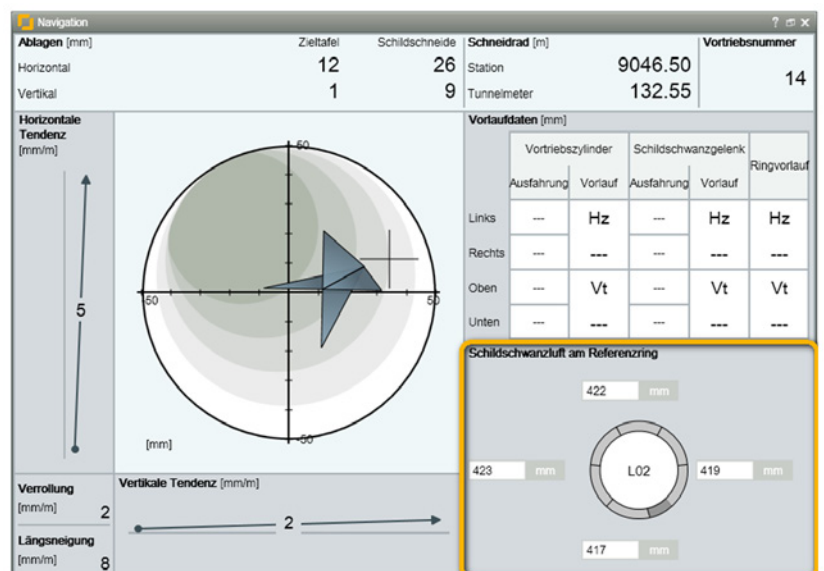 Navigation ? x
Ablagen [mm] Zieltafel Schildschneide
Horizontal 12 26
Vertikal 1 9
Schneidrad [m]
Station 9046.50
Tunnelmeter 132.55
Vortriebsnummer
14
Horizontale
Tendenz
[mm/m]
5
50
-50 50
-50
[mm]
Vorlaufdaten [mm]
Vortriebszylinder Schildschwanzgelenk Ringvorlauf
Ausfahrung Vorlauf Ausfahrung Vorlauf
Links --- Hz --- Hz Hz
Rechts --- --- --- --- ---
Oben --- Vt --- Vt Vt
Unten --- --- --- --- ---
Verrollung
[mm/m] 2
Längsneigung
[mm/m] 8
Vertikale Tendenz [mm/m]
2
Schildschwanzluft am Referenzring
422 mm
423 mm L02 419 mm
417 mm